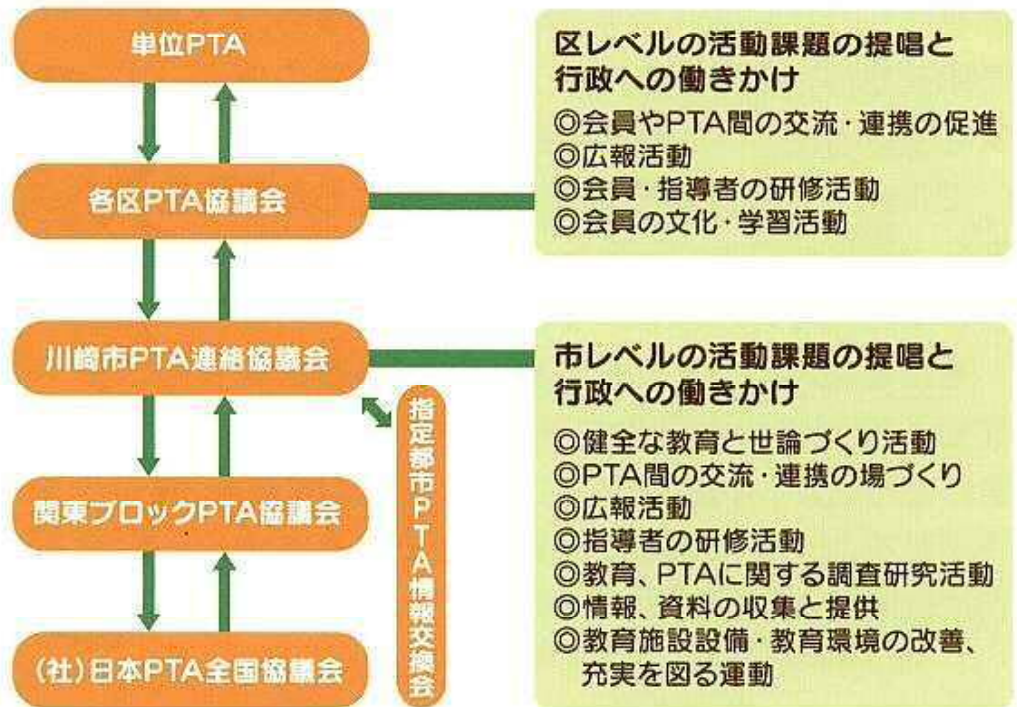 単位PTA
各区PTA協議会
川崎市PTA連絡協議会
関東ブロックPTA協議会
(社)日本PTA全国協議会
指定都市PTA情報交換会
区レベルの活動課題の提唱と
行政への働きかけ
◎会員やPTA間の交流・連携の促進
◎広報活動
◎会員・指導者の研修活動
◎会員の文化・学習活動
市レベルの活動課題の提唱と
行政への働きかけ
◎健全な教育と世論づくり活動
◎PTA間の交流・連携の場づくり
◎広報活動
◎指導者の研修活動
◎教育、PTAに関する調査研究活動
◎情報、資料の収集と提供
◎教育施設設備・教育環境の改善、
充実を図る運動